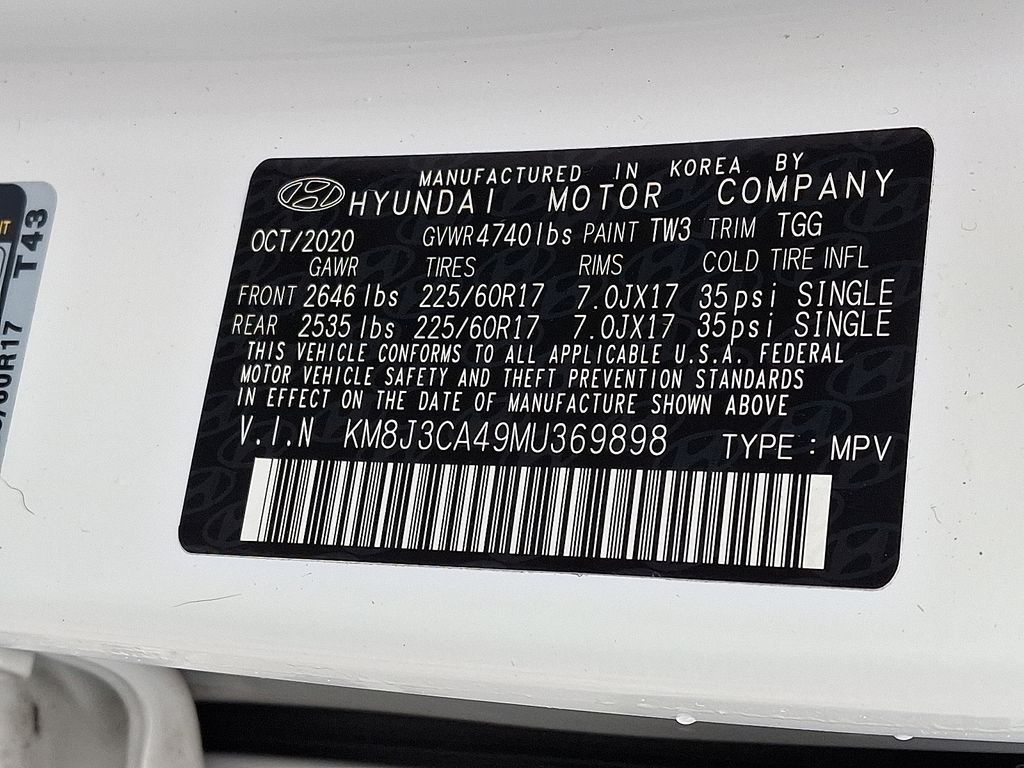 MANUFACTURED IN KOREA BY
HYUNDAI MOTOR COMPANY
OCT/2020 GVWR 4740lbs PAINT TW3 TRIM TGG
GAWR TIRES RIMS COLD TIRE INFL
FRONT 2646 lbs 225/60R17 7.0JX17 35psi SINGLE
REAR 2535 lbs 225/60R17 7.0JX17 35psi SINGLE
THIS VEHICLE CONFORMS TO ALL APPLICABLE U.S.A. FEDERAL
MOTOR VEHICLE SAFETY AND THEFT PREVENTION STANDARDS
IN EFFECT ON THE DATE OF MANUFACTURE SHOWN ABOVE
V.I.N KM8J3CA49MU369898 TYPE : MPV
T43